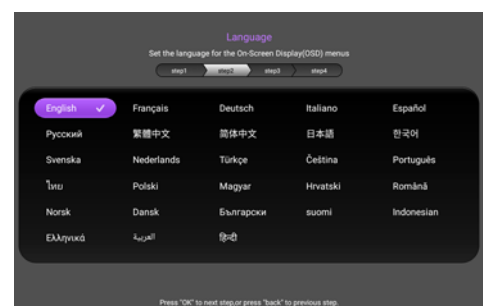 Language
Set the language for the On-Screen Display(OSD) menus
step1 step2 step3 step4
English Français Deutsch Italiano Español
Русский 繁體中文 简体中文 日本語 한국어
Svenska Nederlands Türkçe Čeština Português
ไทย Polski Magyar Hrvatski Română
Norsk Dansk Български suomi Indonesian
Ελληνικά العربية हिन्दी
Press "OK" to next step,or press "back" to previous step.